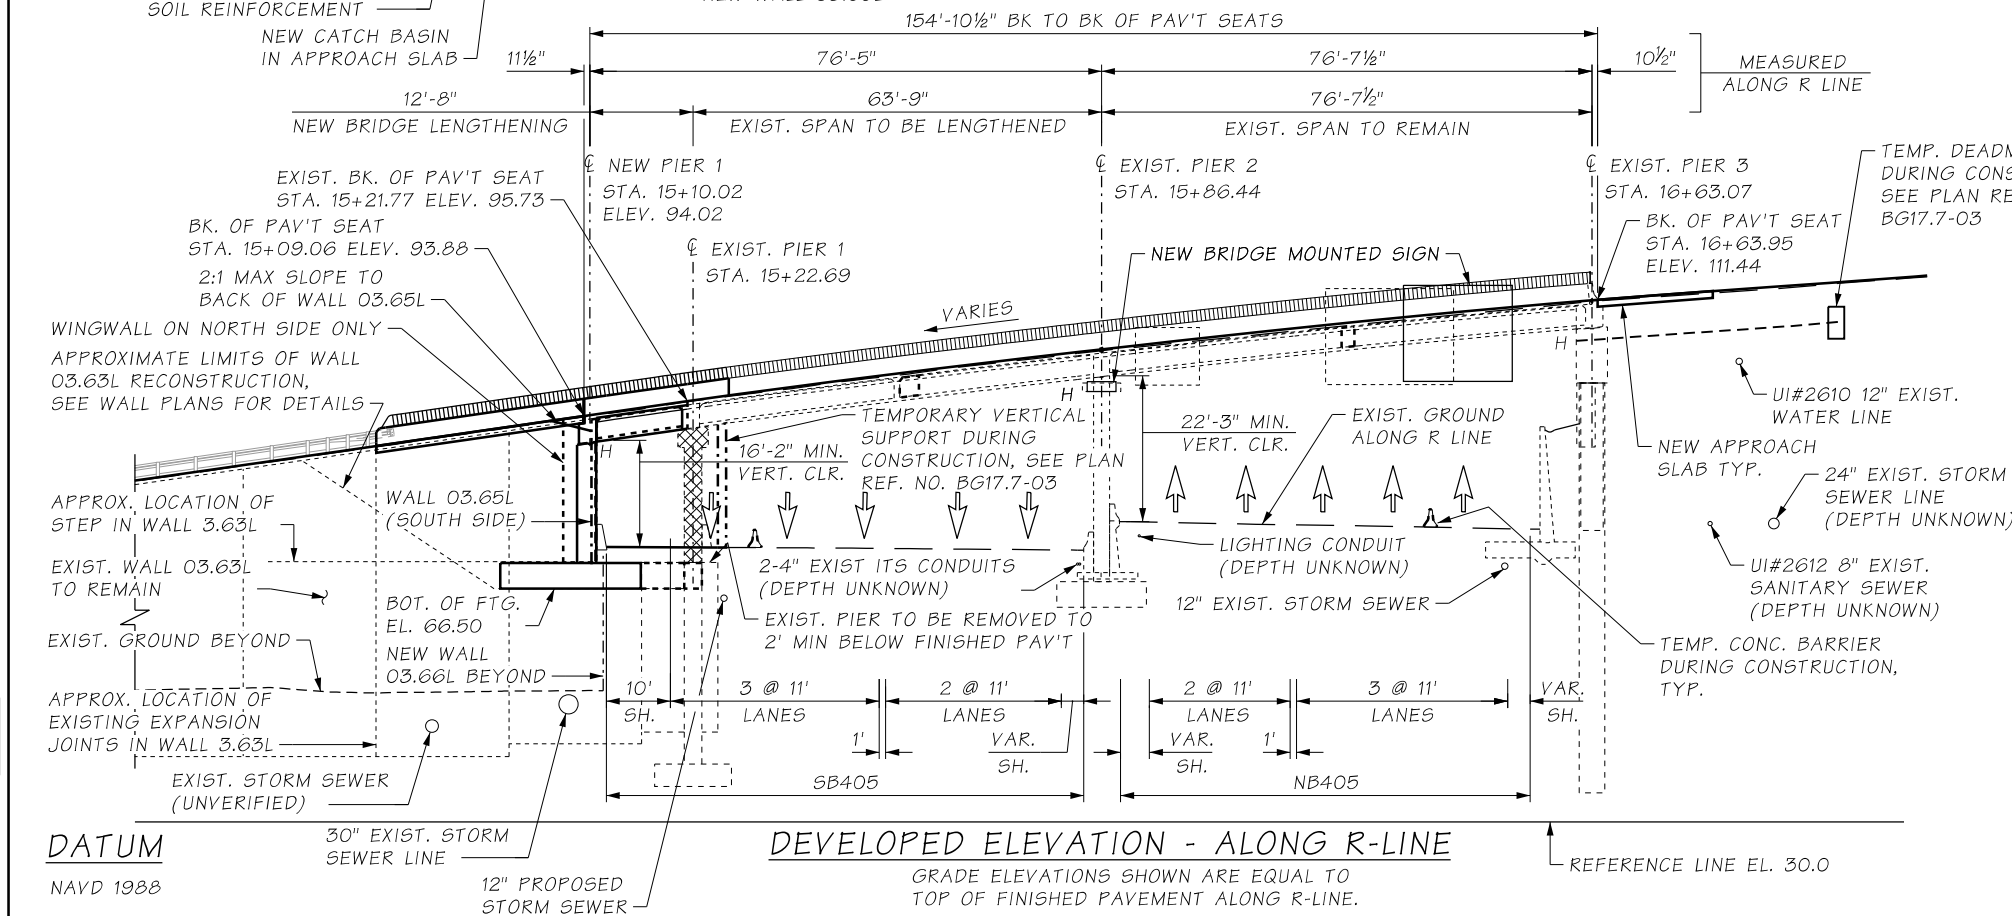 SOIL REINFORCEMENT
NEW CATCH BASIN
IN APPROACH SLAB
154'-10½" BK TO BK OF PAV'T SEATS
11½"
76'-5"
76'-7½"
10½"
MEASURED
ALONG R LINE
12'-8"
63'-9"
76'-7½"
NEW BRIDGE LENGTHENING
EXIST. SPAN TO BE LENGTHENED
EXIST. SPAN TO REMAIN
℄ NEW PIER 1
STA. 15+10.02
ELEV. 94.02
℄ EXIST. PIER 2
STA. 15+86.44
℄ EXIST. PIER 3
STA. 16+63.07
TEMP. DEADM
DURING CONS
SEE PLAN RE
BG17.7-03
EXIST. BK. OF PAV'T SEAT
STA. 15+21.77 ELEV. 95.73
BK. OF PAV'T SEAT
STA. 15+09.06 ELEV. 93.88
℄ EXIST. PIER 1
STA. 15+22.69
BK. OF PAV'T SEAT
STA. 16+63.95
ELEV. 111.44
NEW BRIDGE MOUNTED SIGN
2:1 MAX SLOPE TO
BACK OF WALL 03.65L
VARIES
WINGWALL ON NORTH SIDE ONLY
APPROXIMATE LIMITS OF WALL
03.63L RECONSTRUCTION,
SEE WALL PLANS FOR DETAILS
H
H
H
UI#2610 12" EXIST.
WATER LINE
TEMPORARY VERTICAL
SUPPORT DURING
CONSTRUCTION, SEE PLAN
REF. NO. BG17.7-03
16'-2" MIN.
VERT. CLR.
22'-3" MIN.
VERT. CLR.
EXIST. GROUND
ALONG R LINE
NEW APPROACH
SLAB TYP.
24" EXIST. STORM
SEWER LINE
(DEPTH UNKNOWN)
APPROX. LOCATION OF
STEP IN WALL 3.63L
WALL 03.65L
(SOUTH SIDE)
EXIST. WALL 03.63L
TO REMAIN
2-4" EXIST ITS CONDUITS
(DEPTH UNKNOWN)
LIGHTING CONDUIT
(DEPTH UNKNOWN)
UI#2612 8" EXIST.
SANITARY SEWER
(DEPTH UNKNOWN)
BOT. OF FTG.
EL. 66.50
12" EXIST. STORM SEWER
EXIST. PIER TO BE REMOVED TO
2' MIN BELOW FINISHED PAV'T
EXIST. GROUND BEYOND
NEW WALL
03.66L BEYOND
TEMP. CONC. BARRIER
DURING CONSTRUCTION,
TYP.
APPROX. LOCATION OF
EXISTING EXPANSION
JOINTS IN WALL 3.63L
10'
SH.
3 @ 11'
LANES
2 @ 11'
LANES
2 @ 11'
LANES
3 @ 11'
LANES
VAR.
SH.
1'
VAR.
SH.
VAR.
SH.
1'
EXIST. STORM SEWER
(UNVERIFIED)
SB405
NB405
DATUM
NAVD 1988
30" EXIST. STORM
SEWER LINE
12" PROPOSED
STORM SEWER
DEVELOPED ELEVATION - ALONG R-LINE
GRADE ELEVATIONS SHOWN ARE EQUAL TO
TOP OF FINISHED PAVEMENT ALONG R-LINE.
REFERENCE LINE EL. 30.0